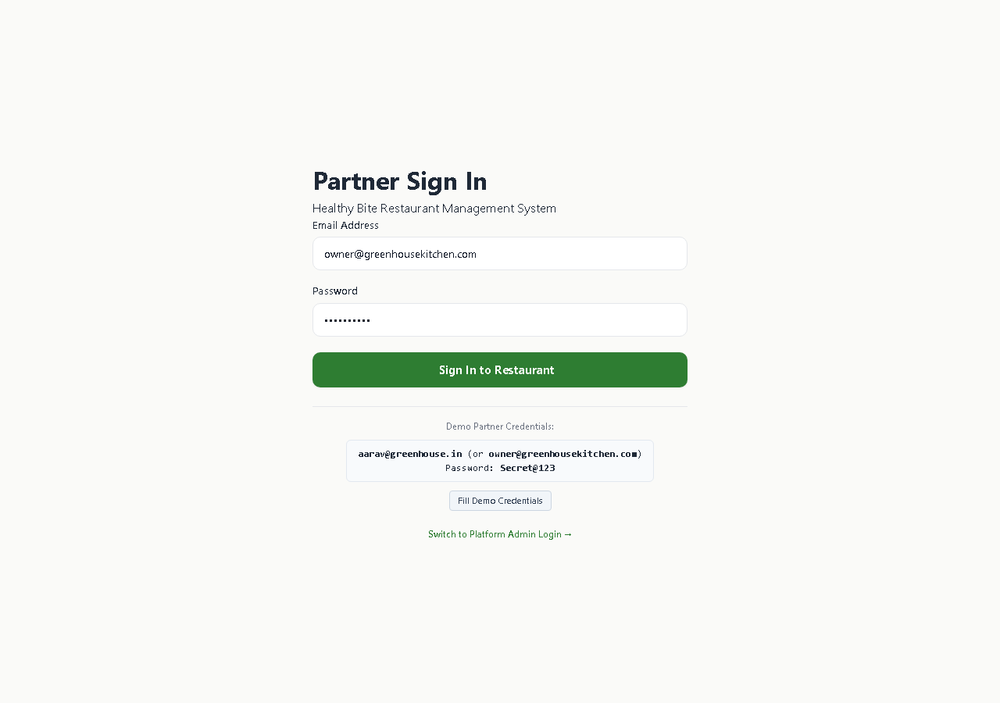 Partner Sign In
Healthy Bite Restaurant Management System
Email Address
owner@greenhousekitchen.com
Password
••••••••••
Sign In to Restaurant
Demo Partner Credentials:
aarav@greenhouse.in (or owner@greenhousekitchen.com)
Password: Secret@123
Fill Demo Credentials
Switch to Platform Admin Login →